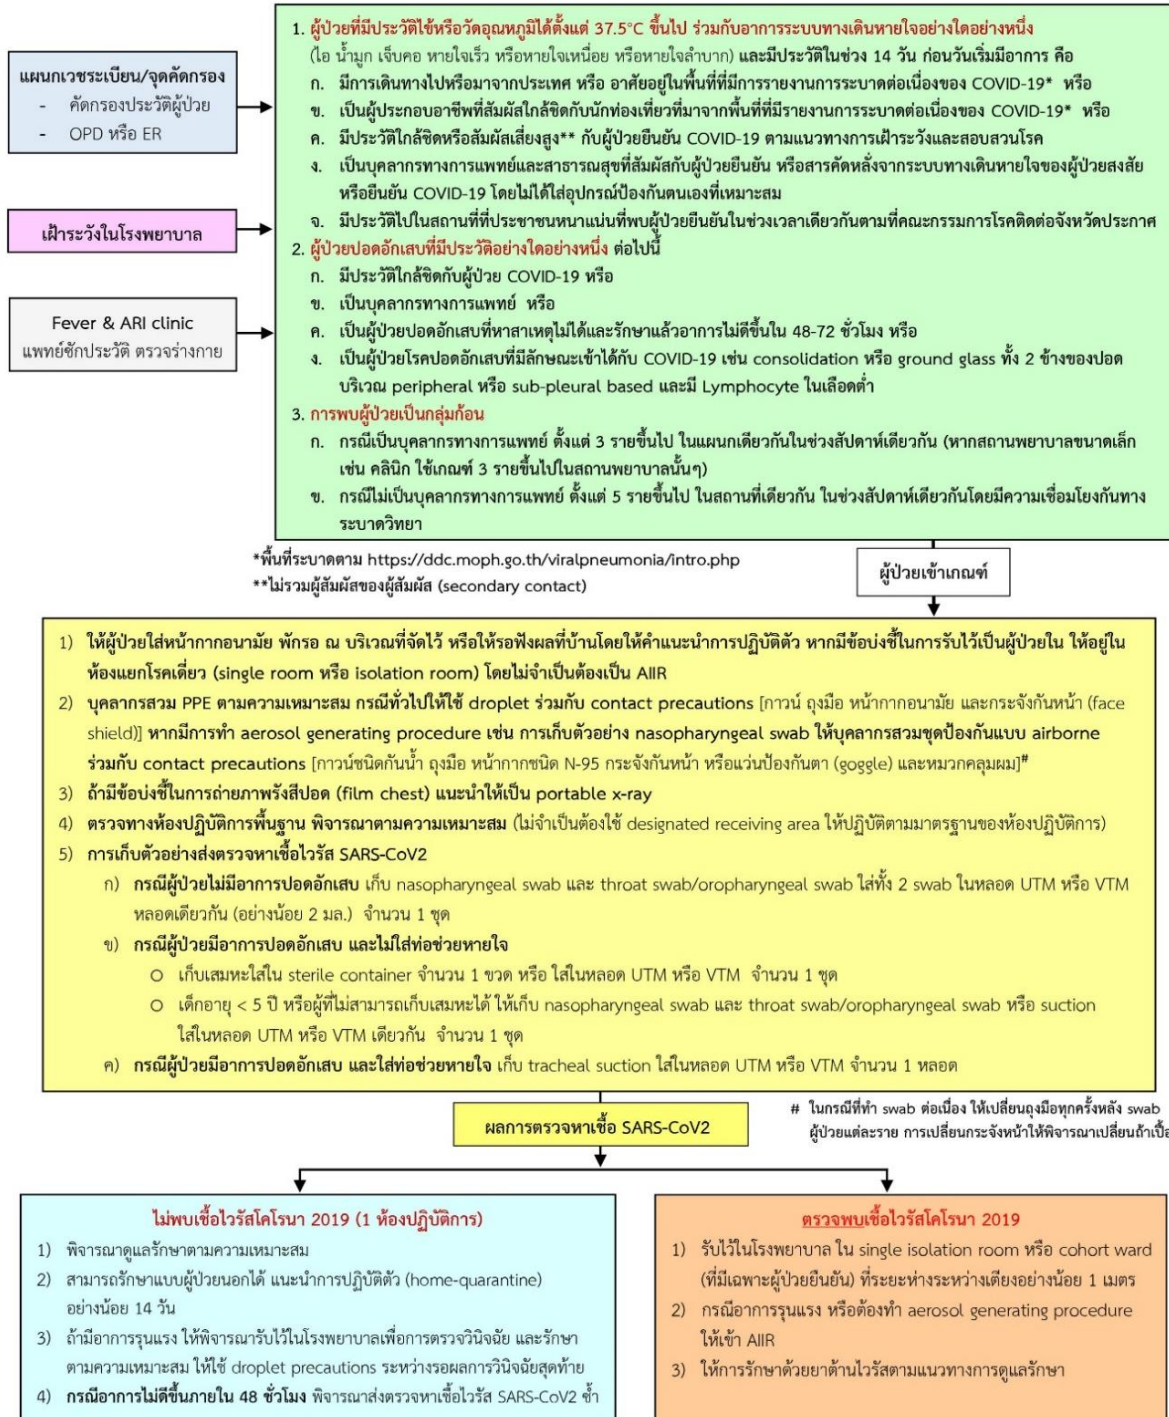 แผนกเวชระเบียน/จุดคัดกรอง
- คัดกรองประวัติผู้ป่วย
- OPD หรือ ER
เฝ้าระวังในโรงพยาบาล
Fever & ARI clinic
แพทย์ซักประวัติ ตรวจร่างกาย
1. ผู้ป่วยที่มีประวัติไข้หรือวัดอุณหภูมิได้ตั้งแต่ 37.5°C ขึ้นไป ร่วมกับอาการระบบทางเดินหายใจอย่างใดอย่างหนึ่ง
(ไอ น้ำมูก เจ็บคอ หายใจเร็ว หรือหายใจเหนื่อย หรือหายใจลำบาก) และมีประวัติในช่วง 14 วัน ก่อนวันเริ่มมีอาการ คือ
ก. มีการเดินทางไปหรือมาจากประเทศ หรือ อาศัยอยู่ในพื้นที่ที่มีการรายงานการระบาดต่อเนื่องของ COVID-19* หรือ
ข. เป็นผู้ประกอบอาชีพที่สัมผัสใกล้ชิดกับนักท่องเที่ยวที่มาจากพื้นที่ที่มีรายงานการระบาดต่อเนื่องของ COVID-19* หรือ
ค. มีประวัติใกล้ชิดหรือสัมผัสเสี่ยงสูง** กับผู้ป่วยยืนยัน COVID-19 ตามแนวทางการเฝ้าระวังและสอบสวนโรค
ง. เป็นบุคลากรทางการแพทย์และสาธารณสุขที่สัมผัสกับผู้ป่วยยืนยัน หรือสารคัดหลั่งจากระบบทางเดินหายใจของผู้ป่วยสงสัย
หรือยืนยัน COVID-19 โดยไม่ได้ใส่อุปกรณ์ป้องกันตนเองที่เหมาะสม
จ. มีประวัติไปในสถานที่ที่ประชาชนหนาแน่นที่พบผู้ป่วยยืนยันในช่วงเวลาเดียวกันตามที่คณะกรรมการโรคติดต่อจังหวัดประกาศ
2. ผู้ป่วยปอดอักเสบที่มีประวัติอย่างใดอย่างหนึ่ง ต่อไปนี้
ก. มีประวัติใกล้ชิดกับผู้ป่วย COVID-19 หรือ
ข. เป็นบุคลากรทางการแพทย์ หรือ
ค. เป็นผู้ป่วยปอดอักเสบที่หาสาเหตุไม่ได้และรักษาแล้วอาการไม่ดีขึ้นใน 48-72 ชั่วโมง หรือ
ง. เป็นผู้ป่วยโรคปอดอักเสบที่มีลักษณะเข้าได้กับ COVID-19 เช่น consolidation หรือ ground glass ทั้ง 2 ข้างของปอด
บริเวณ peripheral หรือ sub-pleural based และมี Lymphocyte ในเลือดต่ำ
3. การพบผู้ป่วยเป็นกลุ่มก้อน
ก. กรณีเป็นบุคลากรทางการแพทย์ ตั้งแต่ 3 รายขึ้นไป ในแผนกเดียวกันในช่วงสัปดาห์เดียวกัน (หากสถานพยาบาลขนาดเล็ก
เช่น คลินิก ใช้เกณฑ์ 3 รายขึ้นไปในสถานพยาบาลนั้นๆ)
ข. กรณีไม่เป็นบุคลากรทางการแพทย์ ตั้งแต่ 5 รายขึ้นไป ในสถานที่เดียวกัน ในช่วงสัปดาห์เดียวกันโดยมีความเชื่อมโยงกันทาง
ระบาดวิทยา
*พื้นที่ระบาดตาม https://ddc.moph.go.th/viralpneumonia/intro.php
**ไม่รวมผู้สัมผัสของผู้สัมผัส (secondary contact)
ผู้ป่วยเข้าเกณฑ์
1) ให้ผู้ป่วยใส่หน้ากากอนามัย พักรอ ณ บริเวณที่จัดไว้ หรือให้รอฟังผลที่บ้านโดยให้คำแนะนำการปฏิบัติตัว หากมีข้อบ่งชี้ในการรับไว้เป็นผู้ป่วยใน ให้อยู่ใน
ห้องแยกโรคเดี่ยว (single room หรือ isolation room) โดยไม่จำเป็นต้องเป็น AIIR
2) บุคลากรสวม PPE ตามความเหมาะสม กรณีทั่วไปให้ใช้ droplet ร่วมกับ contact precautions [กาวน์ ถุงมือ หน้ากากอนามัย และกระจังกันหน้า (face
shield)] หากมีการทำ aerosol generating procedure เช่น การเก็บตัวอย่าง nasopharyngeal swab ให้บุคลากรสวมชุดป้องกันแบบ airborne
ร่วมกับ contact precautions [กาวน์ชนิดกันน้ำ ถุงมือ หน้ากากชนิด N-95 กระจังกันหน้า หรือแว่นป้องกันตา (goggle) และหมวกคลุมผม]#
3) ถ้ามีข้อบ่งชี้ในการถ่ายภาพรังสีปอด (film chest) แนะนำให้เป็น portable x-ray
4) ตรวจทางห้องปฏิบัติการพื้นฐาน พิจารณาตามความเหมาะสม (ไม่จำเป็นต้องใช้ designated receiving area ให้ปฏิบัติตามมาตรฐานของห้องปฏิบัติการ)
5) การเก็บตัวอย่างส่งตรวจหาเชื้อไวรัส SARS-CoV2
ก) กรณีผู้ป่วยไม่มีอาการปอดอักเสบ เก็บ nasopharyngeal swab และ throat swab/oropharyngeal swab ใส่ทั้ง 2 swab ในหลอด UTM หรือ VTM
หลอดเดียวกัน (อย่างน้อย 2 มล.) จำนวน 1 ชุด
ข) กรณีผู้ป่วยมีอาการปอดอักเสบ และไม่ใส่ท่อช่วยหายใจ
○ เก็บเสมหะใส่ใน sterile container จำนวน 1 ขวด หรือ ใส่ในหลอด UTM หรือ VTM จำนวน 1 ชุด
○ เด็กอายุ < 5 ปี หรือผู้ที่ไม่สามารถเก็บเสมหะได้ ให้เก็บ nasopharyngeal swab และ throat swab/oropharyngeal swab หรือ suction
ใส่ในหลอด UTM หรือ VTM เดียวกัน จำนวน 1 ชุด
ค) กรณีผู้ป่วยมีอาการปอดอักเสบ และใส่ท่อช่วยหายใจ เก็บ tracheal suction ใส่ในหลอด UTM หรือ VTM จำนวน 1 หลอด
ผลการตรวจหาเชื้อ SARS-CoV2
# ในกรณีที่ทำ swab ต่อเนื่อง ให้เปลี่ยนถุงมือทุกครั้งหลัง swab
ผู้ป่วยแต่ละราย การเปลี่ยนกระจังหน้าให้พิจารณาเปลี่ยนถ้าเปื้อ
ไม่พบเชื้อไวรัสโคโรนา 2019 (1 ห้องปฏิบัติการ)
1) พิจารณาดูแลรักษาตามความเหมาะสม
2) สามารถรักษาแบบผู้ป่วยนอกได้ แนะนำการปฏิบัติตัว (home-quarantine)
อย่างน้อย 14 วัน
3) ถ้ามีอาการรุนแรง ให้พิจารณารับไว้ในโรงพยาบาลเพื่อการตรวจวินิจฉัย และรักษา
ตามความเหมาะสม ให้ใช้ droplet precautions ระหว่างรอผลการวินิจฉัยสุดท้าย
4) กรณีอาการไม่ดีขึ้นภายใน 48 ชั่วโมง พิจารณาส่งตรวจหาเชื้อไวรัส SARS-CoV2 ซ้ำ
ตรวจพบเชื้อไวรัสโคโรนา 2019
1) รับไว้ในโรงพยาบาล ใน single isolation room หรือ cohort ward
(ที่มีเฉพาะผู้ป่วยยืนยัน) ที่ระยะห่างระหว่างเตียงอย่างน้อย 1 เมตร
2) กรณีอาการรุนแรง หรือต้องทำ aerosol generating procedure
ให้เข้า AIIR
3) ให้การรักษาด้วยยาต้านไวรัสตามแนวทางการดูแลรักษา